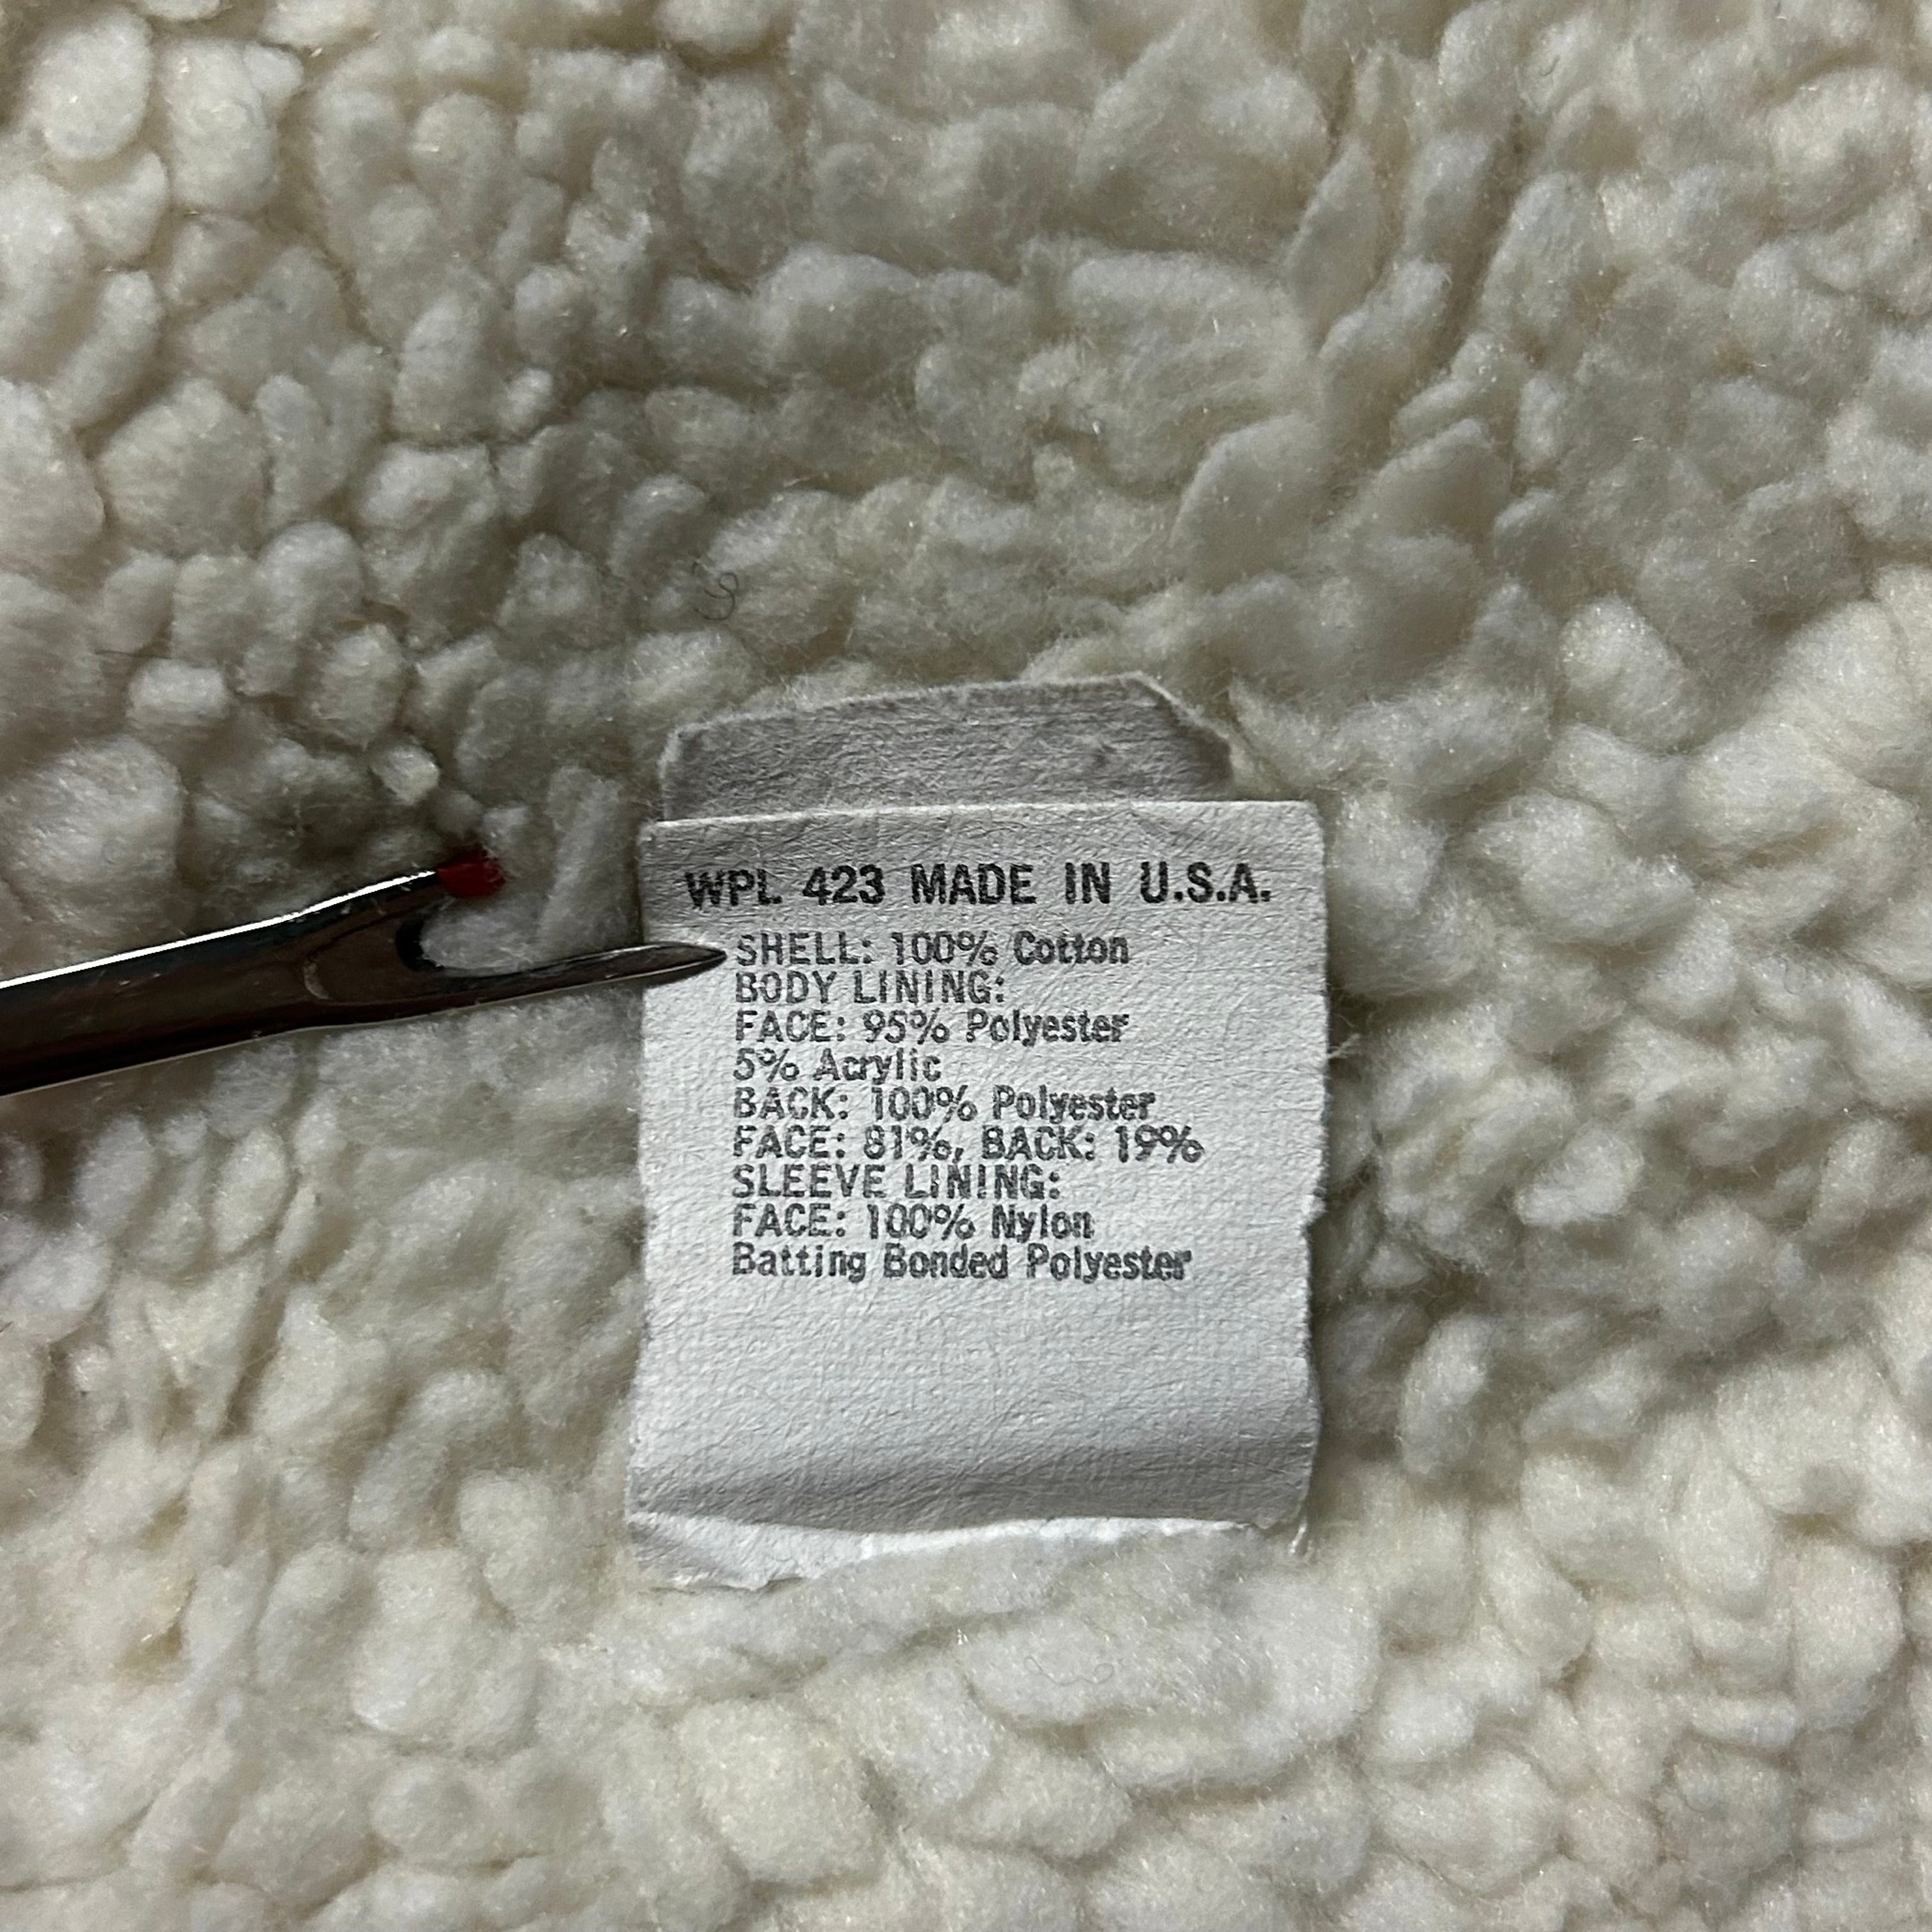 WPL 423 MADE IN U.S.A.
SHELL: 100% Cotton
BODY LINING:
FACE: 95% Polyester
5% Acrylic
BACK: 100% Polyester
FACE: 81%, BACK: 19%
SLEEVE LINING:
FACE: 100% Nylon
Batting Bonded Polyester